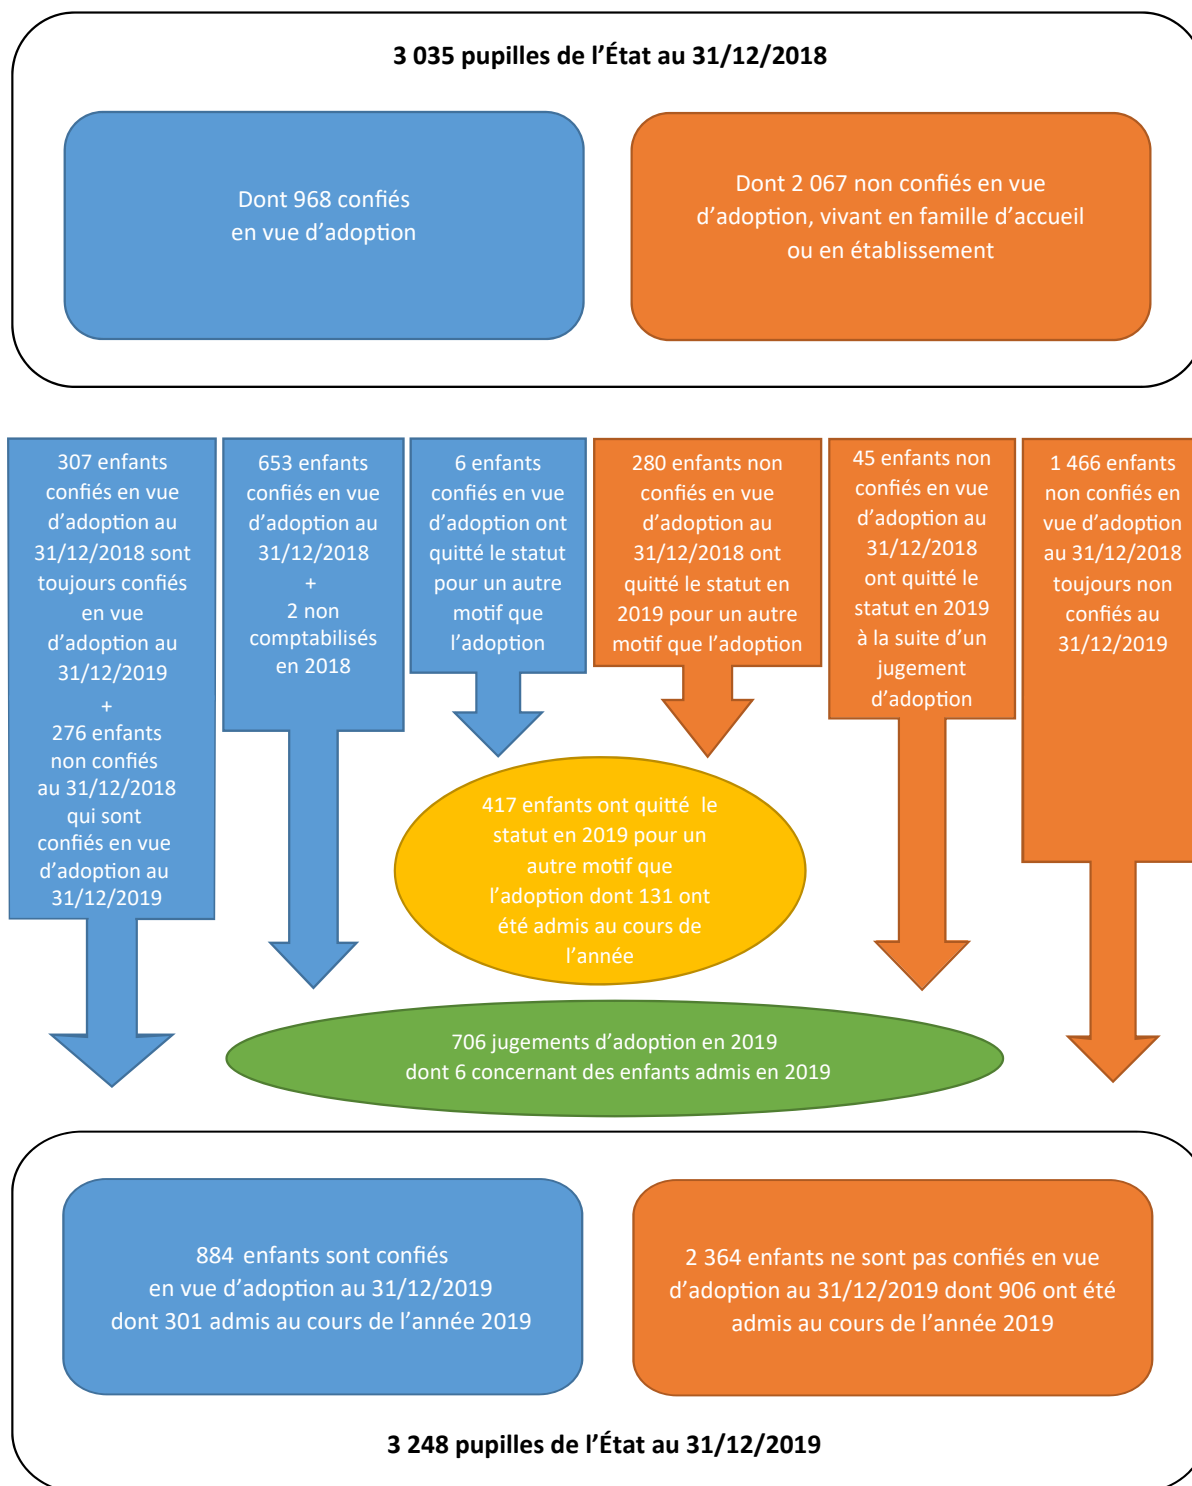 3 035 pupilles de l’État au 31/12/2018
Dont 968 confiés
en vue d’adoption
Dont 2 067 non confiés en vue
d’adoption, vivant en famille d’accueil
ou en établissement
307 enfants
confiés en vue
d’adoption au
31/12/2018 sont
toujours confiés
en vue
d’adoption au
31/12/2019
+
276 enfants
non confiés
au 31/12/2018
qui sont
confiés en vue
d’adoption au
31/12/2019
653 enfants
confiés en vue
d’adoption au
31/12/2018
+
2 non
comptabilisés
en 2018
6 enfants
confiés en vue
d’adoption ont
quitté le statut
pour un autre
motif que
l’adoption
280 enfants non
confiés en vue
d’adoption au
31/12/2018 ont
quitté le statut en
2019 pour un autre
motif que l’adoption
45 enfants non
confiés en vue
d’adoption au
31/12/2018
ont quitté le
statut en 2019
à la suite d’un
jugement
d’adoption
1 466 enfants
non confiés en
vue d’adoption
au 31/12/2018
toujours non
confiés au
31/12/2019
417 enfants ont quitté le
statut en 2019 pour un
autre motif que
l’adoption dont 131 ont
été admis au cours de
l’année
706 jugements d’adoption en 2019
dont 6 concernant des enfants admis en 2019
884 enfants sont confiés
en vue d’adoption au 31/12/2019
dont 301 admis au cours de l’année 2019
2 364 enfants ne sont pas confiés en vue
d’adoption au 31/12/2019 dont 906 ont été
admis au cours de l’année 2019
3 248 pupilles de l’État au 31/12/2019